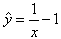 ŷ = 1/x − 1